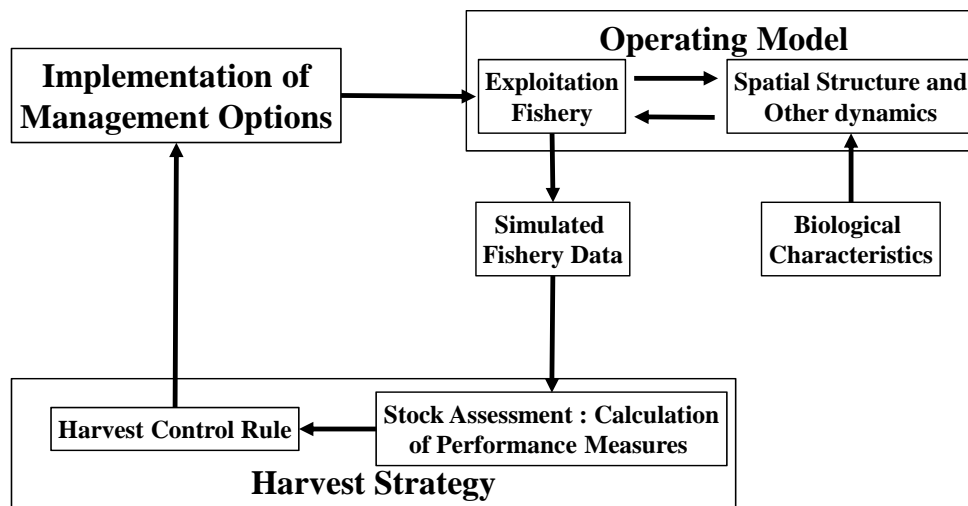 Operating Model
Implementation of
Management Options
Exploitation
Fishery
Spatial Structure and
Other dynamics
Simulated
Fishery Data
Biological
Characteristics
Harvest Control Rule
Stock Assessment : Calculation
of Performance Measures
Harvest Strategy